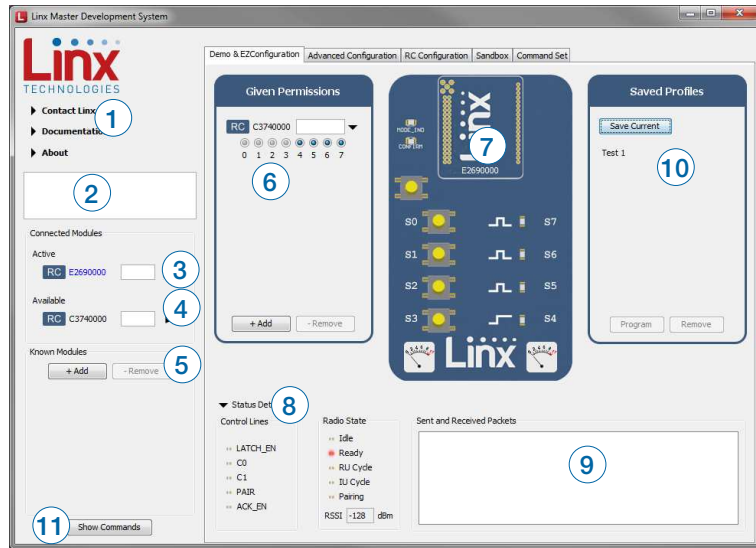 Linx Master Development System
Linx
TECHNOLOGIES
Contact Linx
1
Documentatio
About
2
Connected Modules
Active
RC E2690000
3
Available
RC C3740000
4
Known Modules
+ Add - Remove
5
11
Show Commands
Demo & EZConfiguration Advanced Configuration RC Configuration Sandbox Command Set
Given Permissions
RC C3740000
0 1 2 3 4 5 6 7
6
+ Add - Remove
MODE_IND
CONFIRM
Linx
7
E2690000
S0 S7
S1 S6
S2 S5
S3 S4
Linx
Saved Profiles
Save Current
Test 1
10
Program Remove
Status Det
8
Control Lines
LATCH_EN
C0
C1
PAIR
ACK_EN
Radio State
Idle
Ready
RU Cycle
IU Cycle
Pairing
RSSI -128 dBm
Sent and Received Packets
9